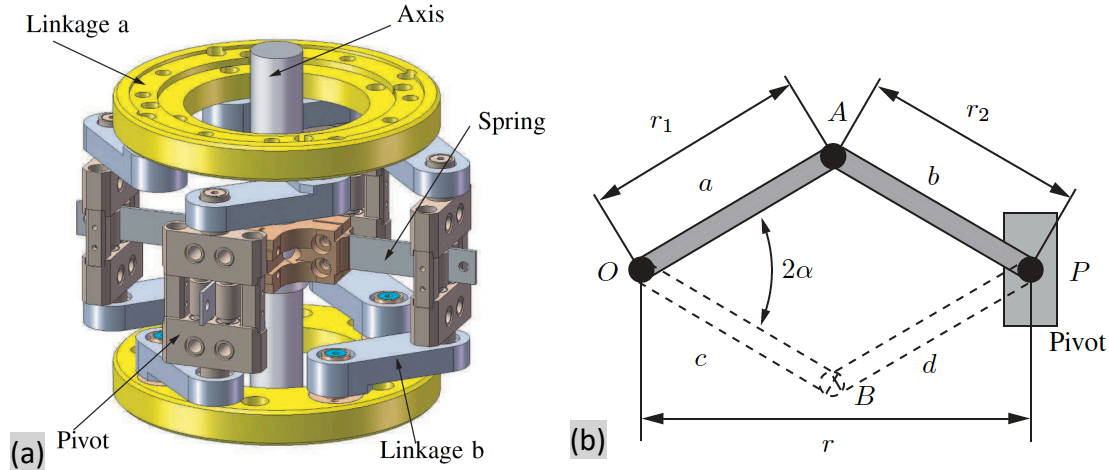 Linkage a
Axis
Spring
Pivot
Linkage b
(a)
A
r₁
r₂
a
b
O
2α
P
Pivot
c
d
B
r
(b)